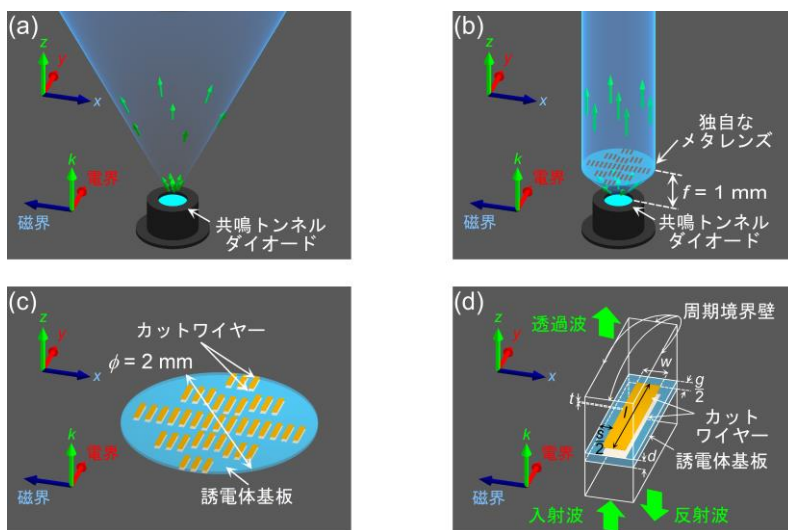 (a)
z
y
x
k
電界
磁界
共鳴トンネル
ダイオード
(b)
z
y
x
k
電界
磁界
独自な
メタレンズ
f = 1 mm
共鳴トンネル
ダイオード
(c)
z
y
x
k
電界
磁界
カットワイヤー
ϕ = 2 mm
誘電体基板
(d)
z
y
x
k
電界
磁界
透過波
周期境界壁
w
g
2
t
l
s
2
d
カット
ワイヤー
誘電体基板
入射波
反射波